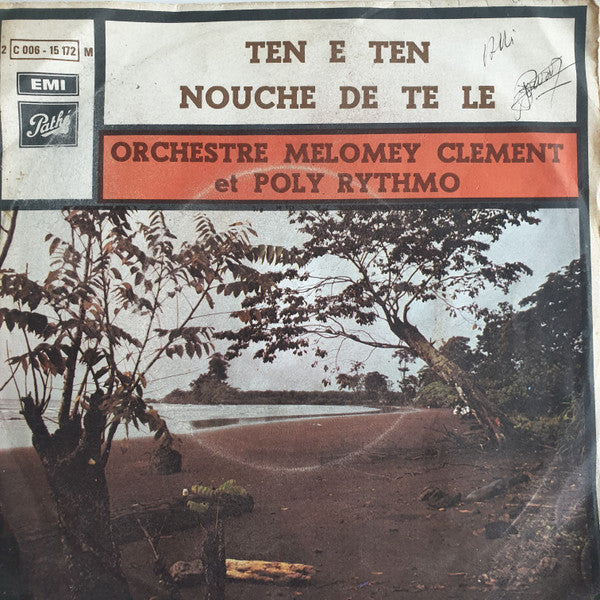 2 C 006 - 15 172 M
EMI
Pathé
TEN E TEN
NOUCHE DE TE LE
ORCHESTRE MELOMEY CLEMENT
et POLY RYTHMO